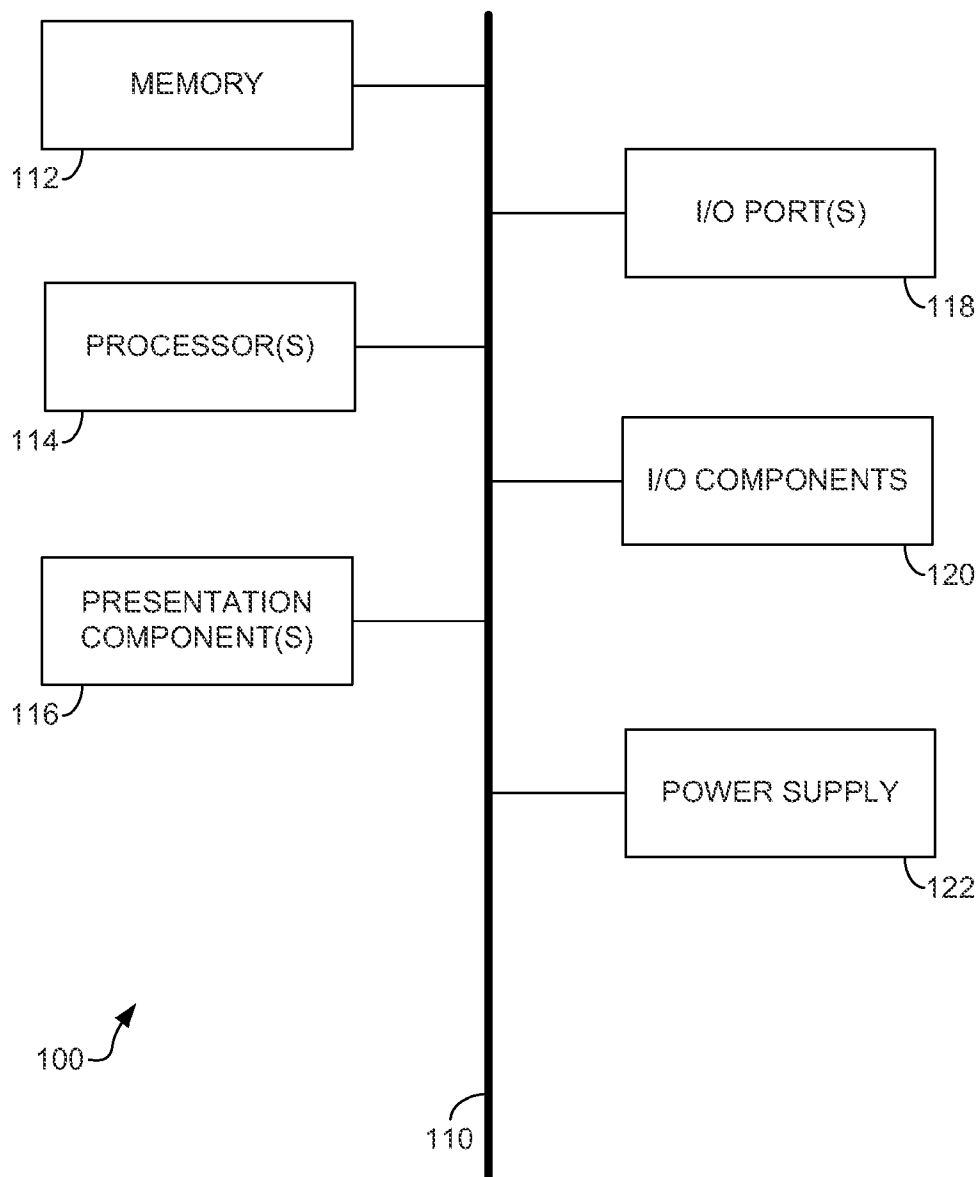 MEMORY
112
I/O PORT(S)
118
PROCESSOR(S)
114
I/O COMPONENTS
120
PRESENTATION
COMPONENT(S)
116
POWER SUPPLY
122
100
110